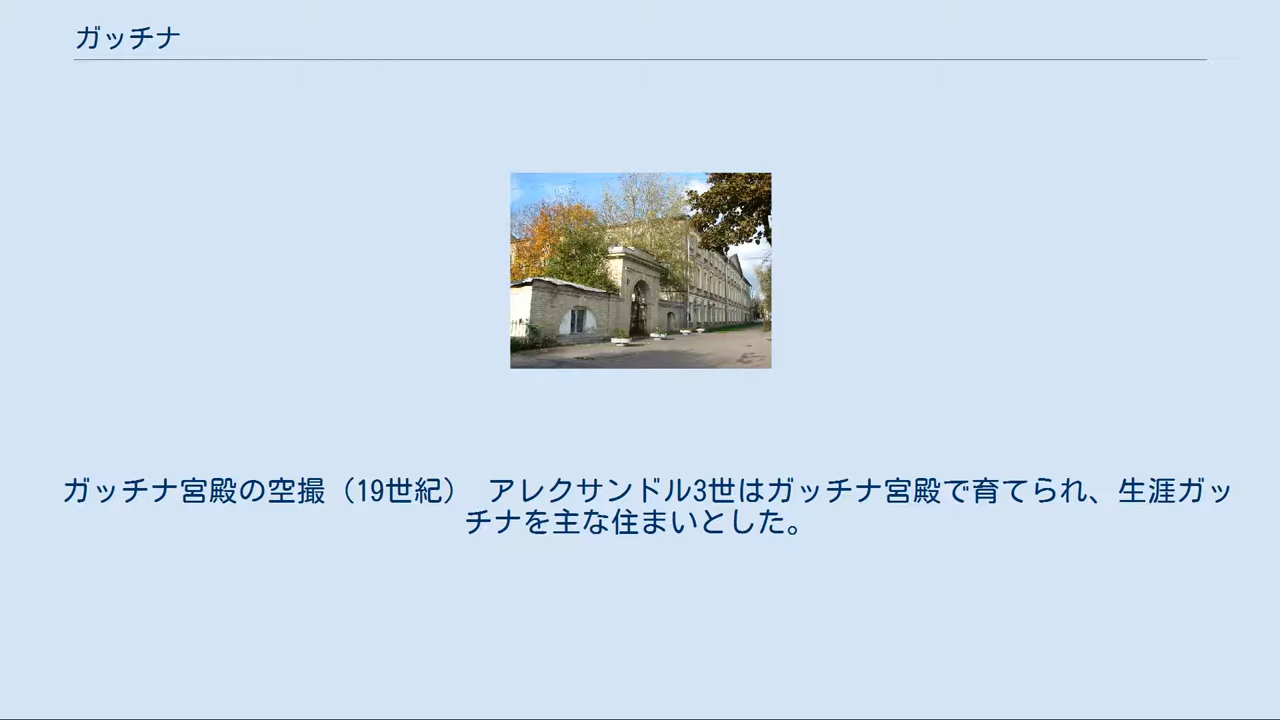 ガッチナ
ガッチナ宮殿の空撮（19世紀）　アレクサンドル3世はガッチナ宮殿で育てられ、生涯ガッ
チナを主な住まいとした。